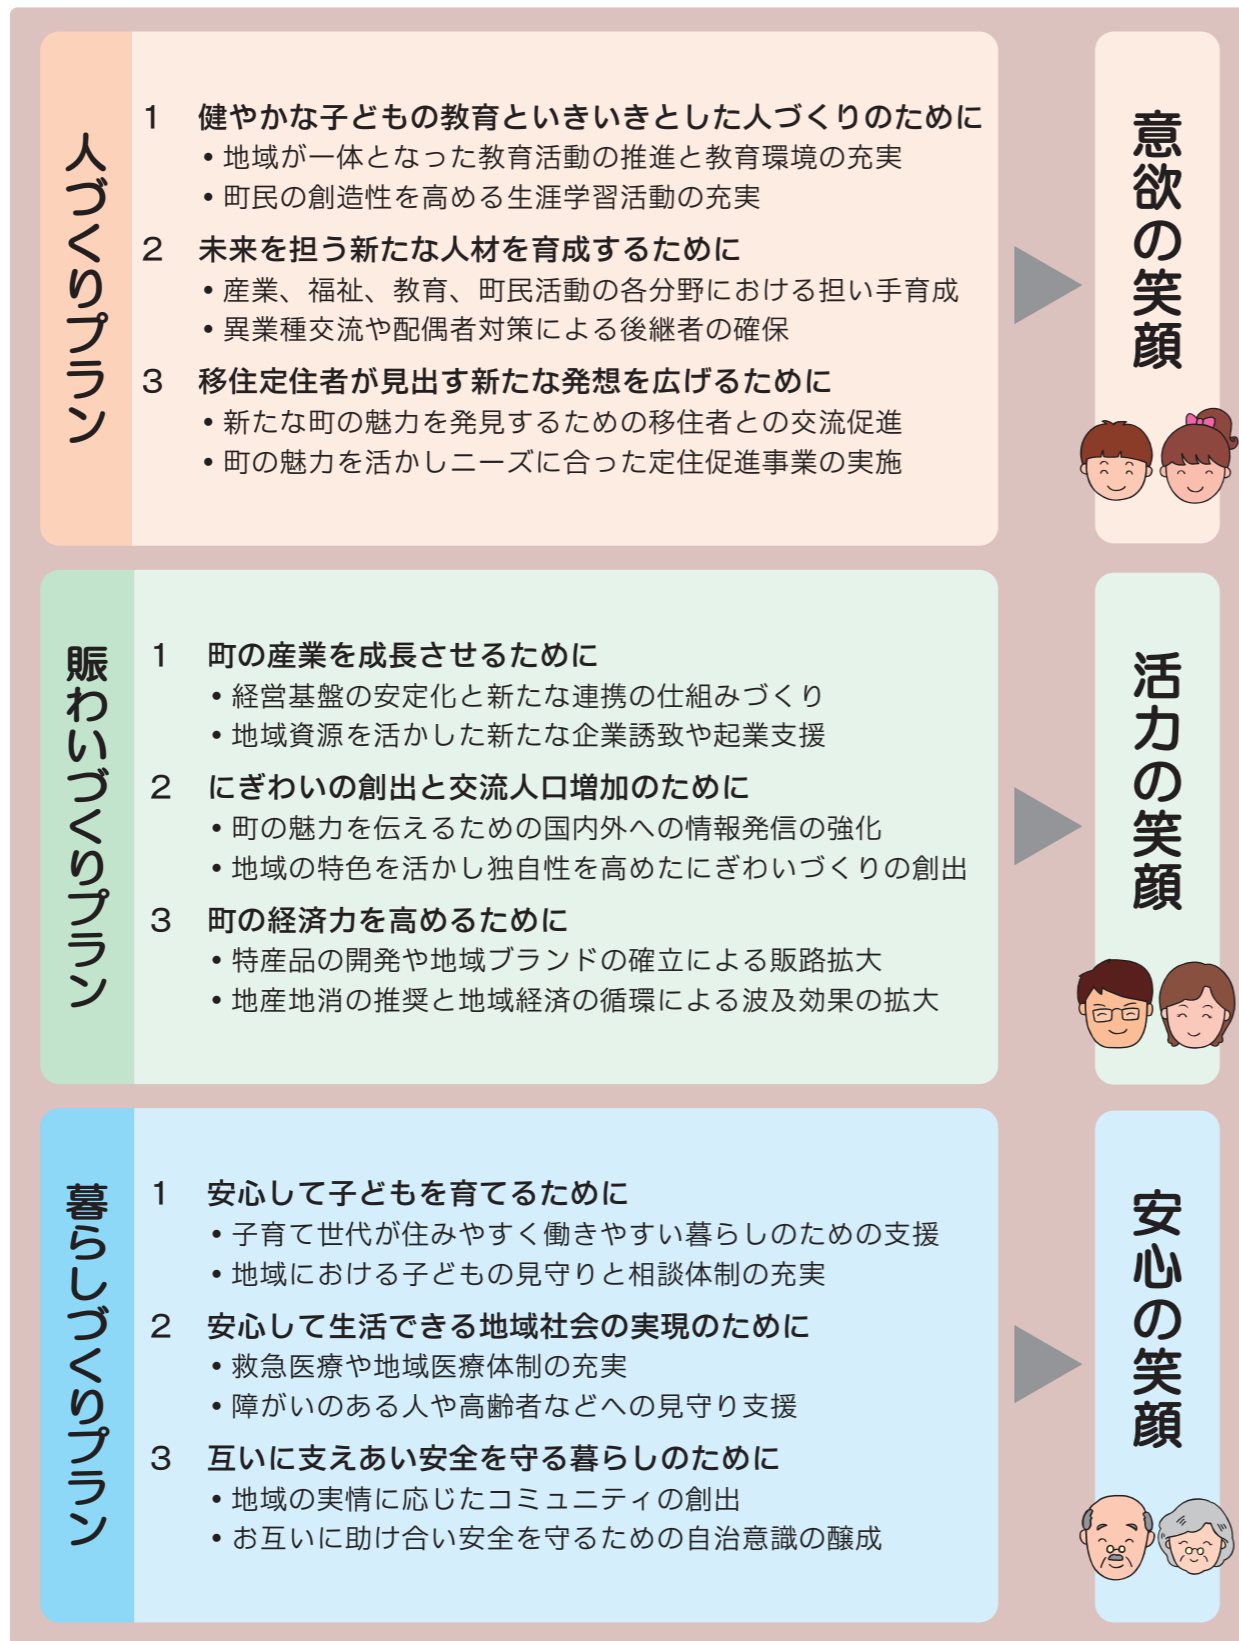 人づくりプラン
1 健やかな子どもの教育といきいきとした人づくりのために
•地域が一体となった教育活動の推進と教育環境の充実
•町民の創造性を高める生涯学習活動の充実
2 未来を担う新たな人材を育成するために
•産業、福祉、教育、町民活動の各分野における担い手育成
•異業種交流や配偶者対策による後継者の確保
3 移住定住者が見出す新たな発想を広げるために
•新たな町の魅力を発見するための移住者との交流促進
•町の魅力を活かしニーズに合った定住促進事業の実施
意欲の笑顔
賑わいづくりプラン
1 町の産業を成長させるために
•経営基盤の安定化と新たな連携の仕組みづくり
•地域資源を活かした新たな企業誘致や起業支援
2 にぎわいの創出と交流人口増加のために
•町の魅力を伝えるための国内外への情報発信の強化
•地域の特色を活かし独自性を高めたにぎわいづくりの創出
3 町の経済力を高めるために
•特産品の開発や地域ブランドの確立による販路拡大
•地産地消の推奨と地域経済の循環による波及効果の拡大
活力の笑顔
暮らしづくりプラン
1 安心して子どもを育てるために
•子育て世代が住みやすく働きやすい暮らしのための支援
•地域における子どもの見守りと相談体制の充実
2 安心して生活できる地域社会の実現のために
•救急医療や地域医療体制の充実
•障がいのある人や高齢者などへの見守り支援
3 互いに支えあい安全を守る暮らしのために
•地域の実情に応じたコミュニティの創出
•お互いに助け合い安全を守るための自治意識の醸成
安心の笑顔